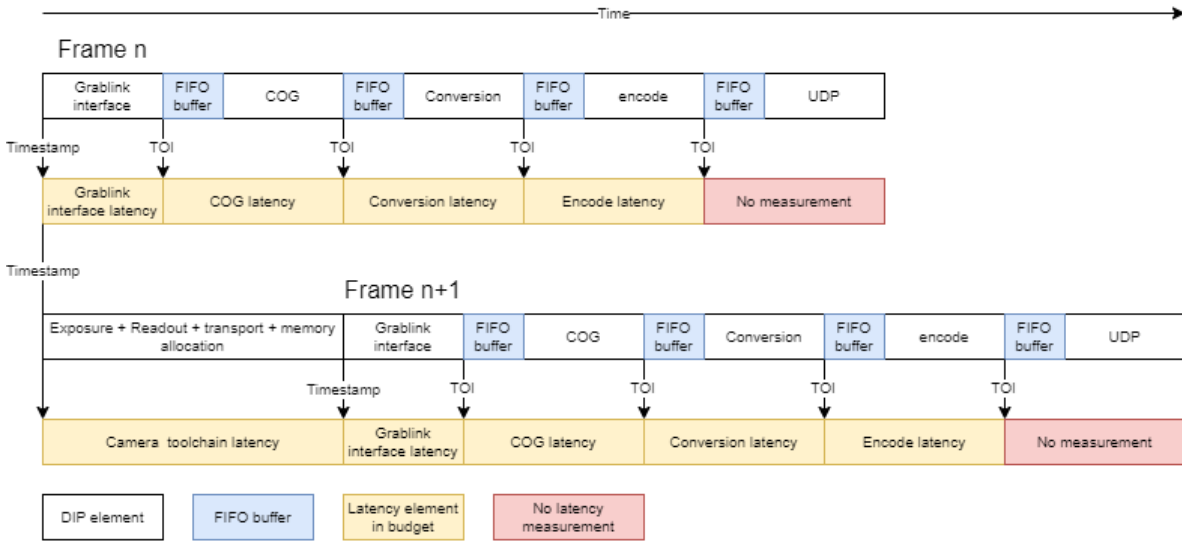 Time
Frame n
Grablink
interface
FIFO
buffer
COG
FIFO
buffer
Conversion
FIFO
buffer
encode
FIFO
buffer
UDP
Timestamp
TOI
TOI
TOI
TOI
Grablink
interface latency
COG latency
Conversion latency
Encode latency
No measurement
Timestamp
Frame n+1
Exposure + Readout + transport + memory
allocation
Grablink
interface
FIFO
buffer
COG
FIFO
buffer
Conversion
FIFO
buffer
encode
FIFO
buffer
UDP
Timestamp
TOI
TOI
TOI
TOI
Camera toolchain latency
Grablink
interface latency
COG latency
Conversion latency
Encode latency
No measurement
DIP element
FIFO buffer
Latency element
in budget
No latency
measurement